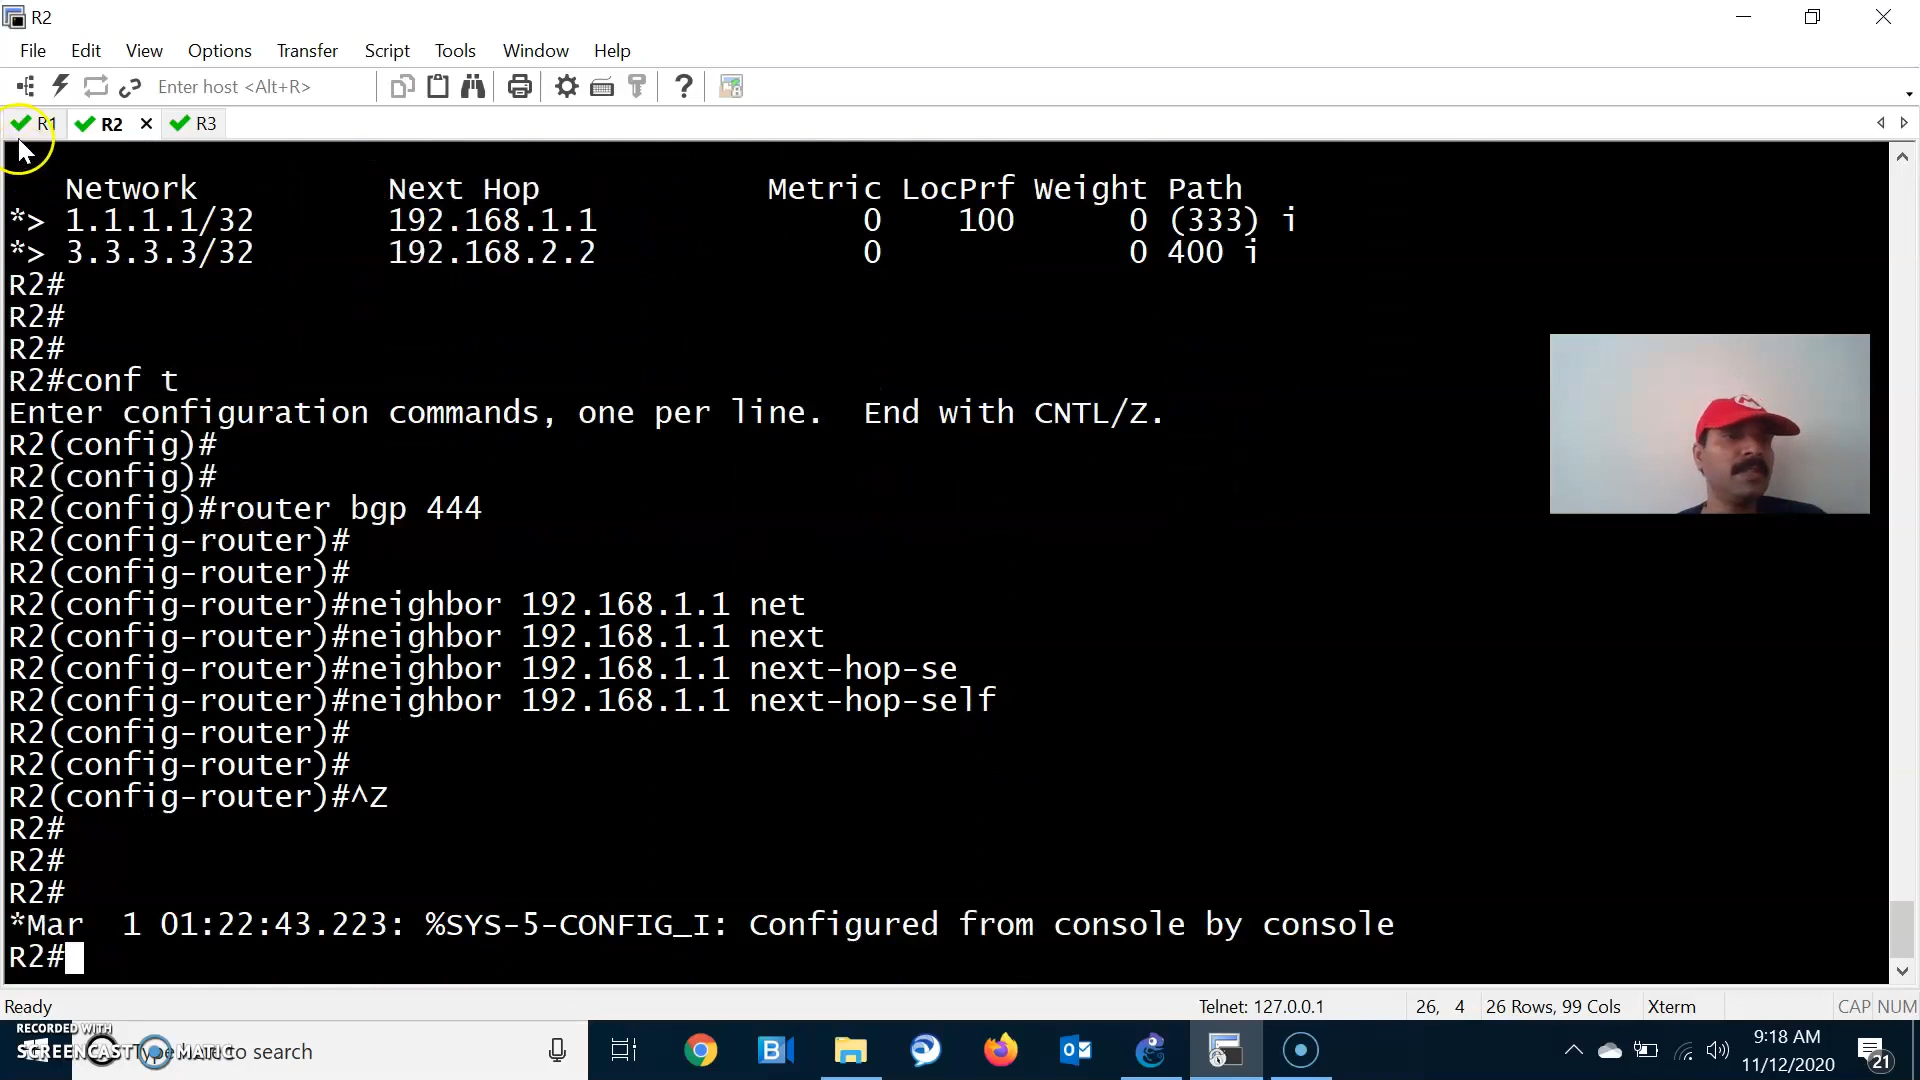 R2
File Edit View Options Transfer Script Tools Window Help
Enter host <Alt+R>
R1 R2 R3
Network Next Hop Metric LocPrf Weight Path
*> 1.1.1.1/32 192.168.1.1 0 100 0 (333) i
*> 3.3.3.3/32 192.168.2.2 0 0 400 i
R2#
R2#
R2#
R2#conf t
Enter configuration commands, one per line. End with CNTL/Z.
R2(config)#
R2(config)#
R2(config)#router bgp 444
R2(config-router)#
R2(config-router)#
R2(config-router)#neighbor 192.168.1.1 net
R2(config-router)#neighbor 192.168.1.1 next
R2(config-router)#neighbor 192.168.1.1 next-hop-se
R2(config-router)#neighbor 192.168.1.1 next-hop-self
R2(config-router)#
R2(config-router)#
R2(config-router)#^Z
R2#
R2#
R2#
*Mar 1 01:22:43.223: %SYS-5-CONFIG_I: Configured from console by console
R2#
Ready Telnet: 127.0.0.1 26, 4 26 Rows, 99 Cols Xterm CAP NUM
RECORDED WITH
SCREENCAST MATIC
to search
9:18 AM
11/12/2020
21